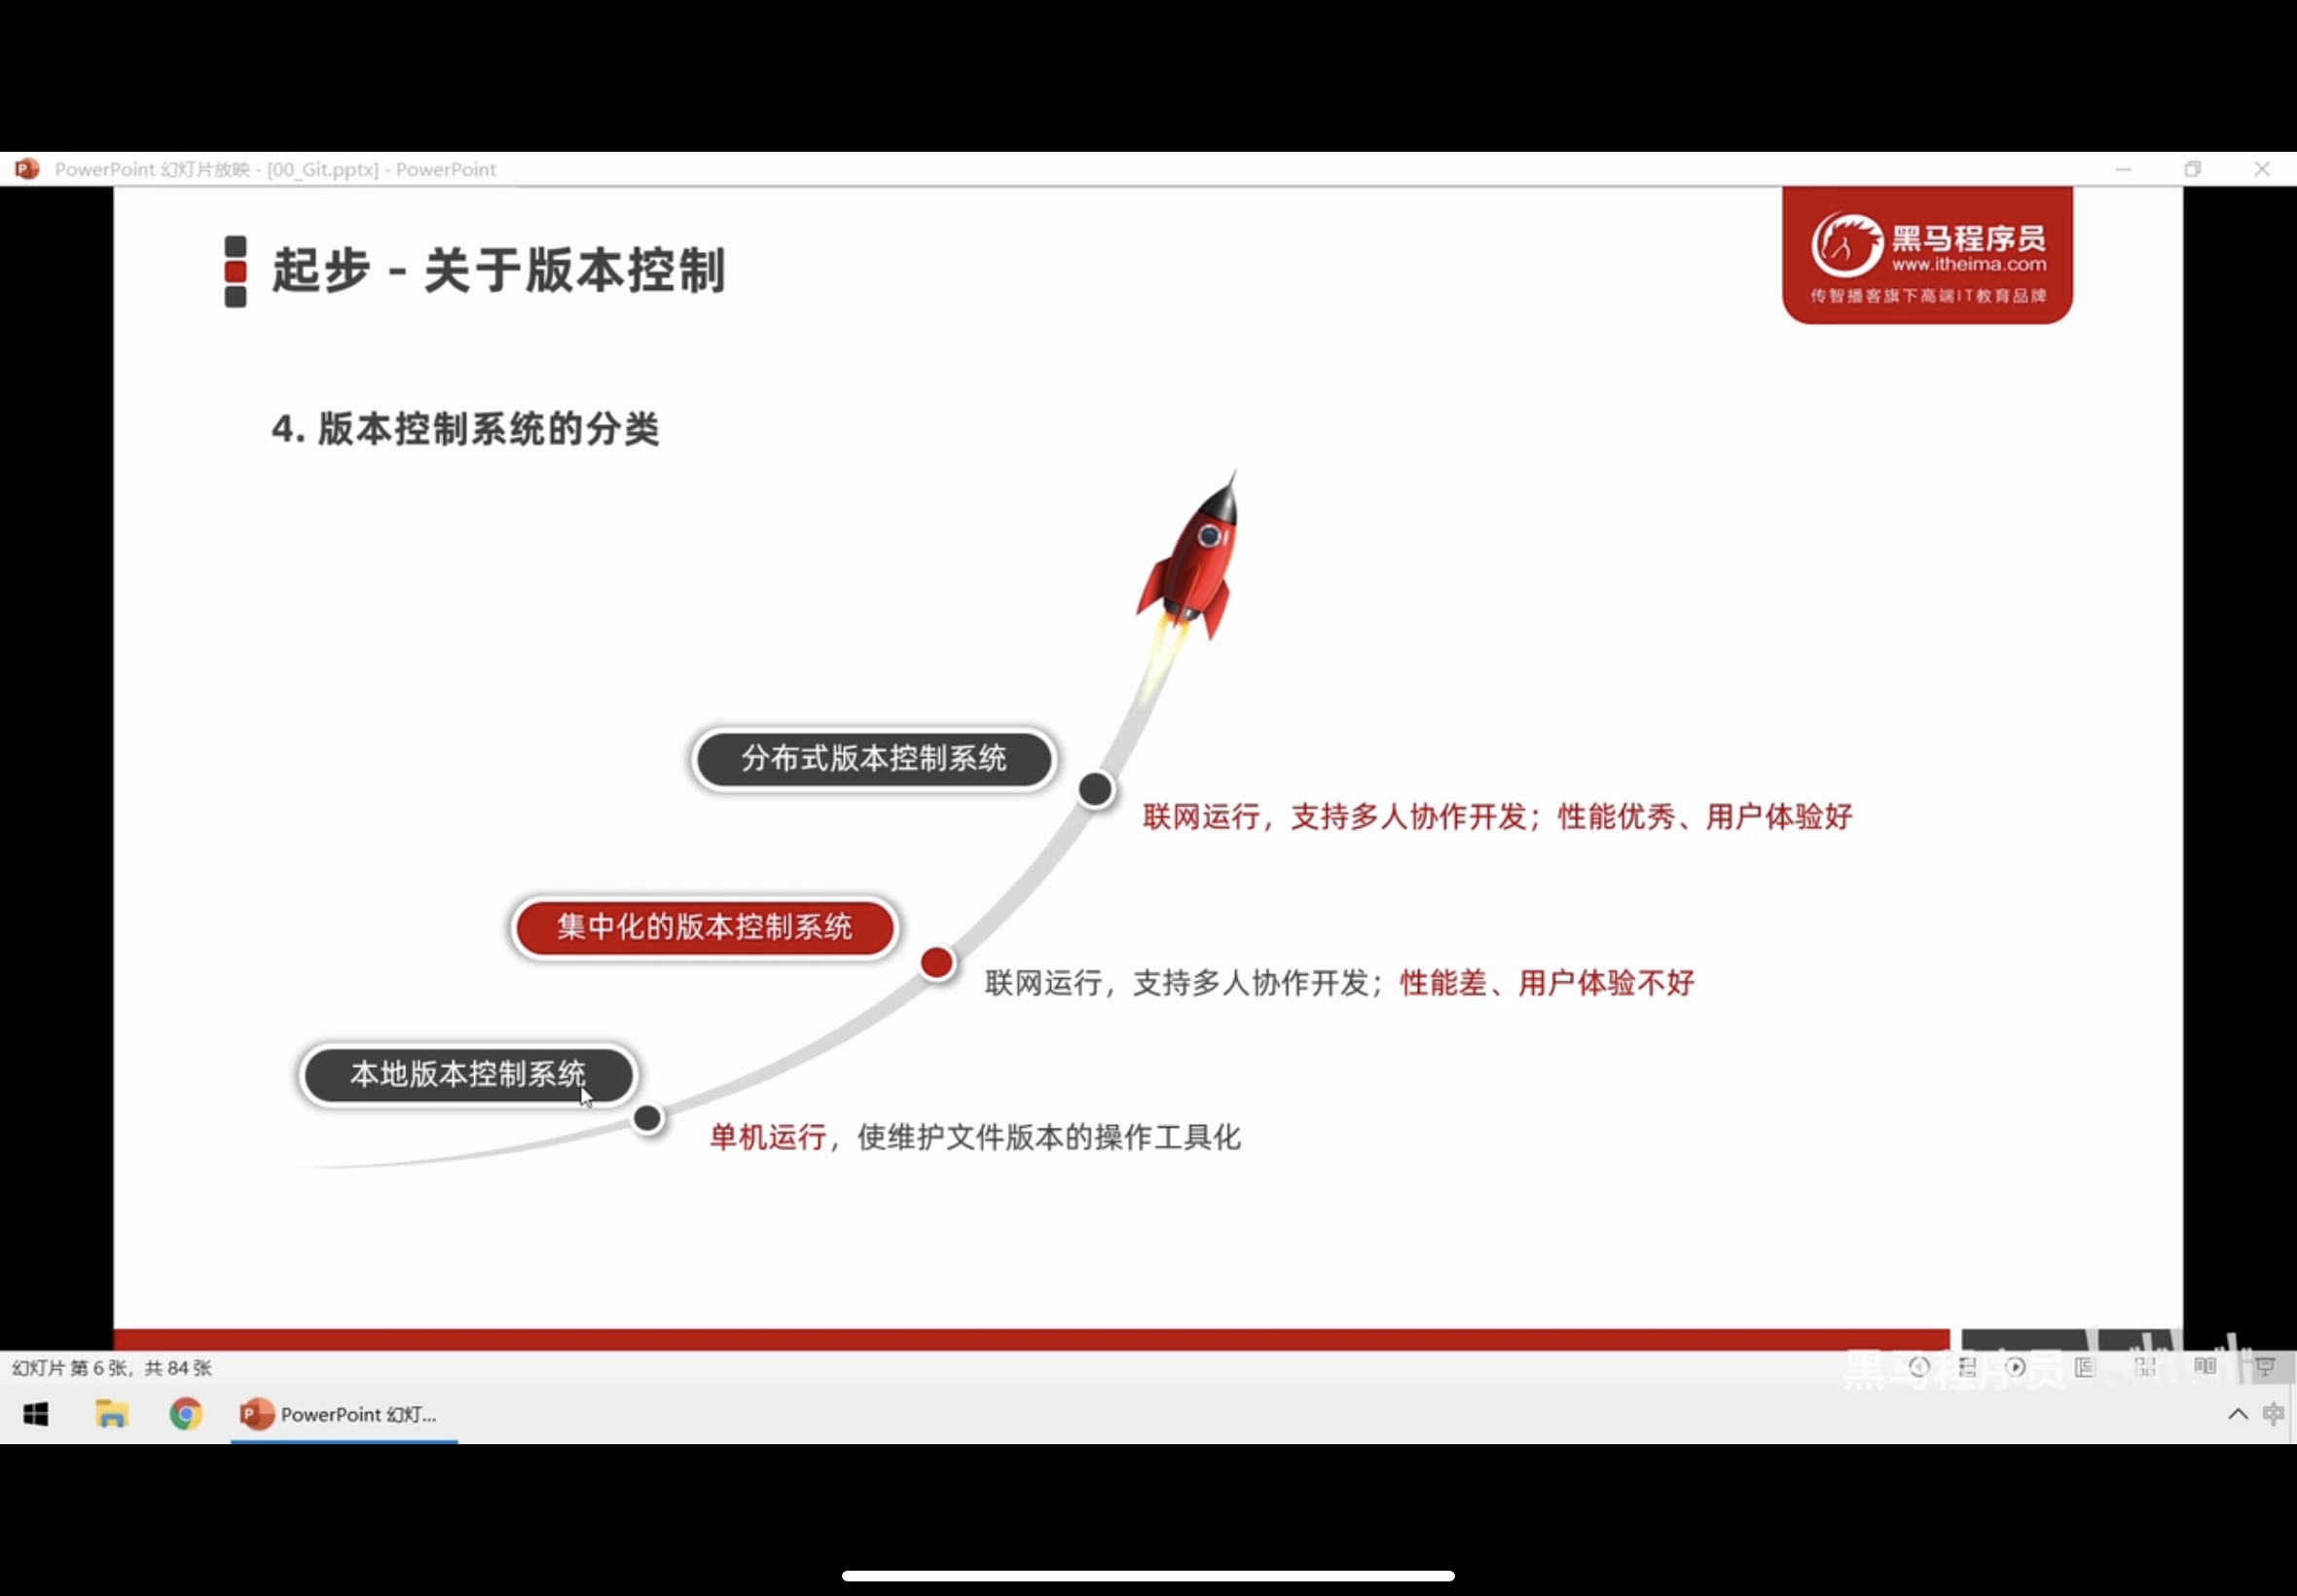 PowerPoint 幻灯片放映 - [00_Git.pptx] - PowerPoint
起步 - 关于版本控制
黑马程序员
www.itheima.com
传智播客旗下高端IT教育品牌
4. 版本控制系统的分类
分布式版本控制系统
联网运行，支持多人协作开发；性能优秀、用户体验好
集中化的版本控制系统
联网运行，支持多人协作开发；性能差、用户体验不好
本地版本控制系统
单机运行，使维护文件版本的操作工具化
幻灯片 第 6 张，共 84 张
黑马程序员
PowerPoint 幻灯...
中